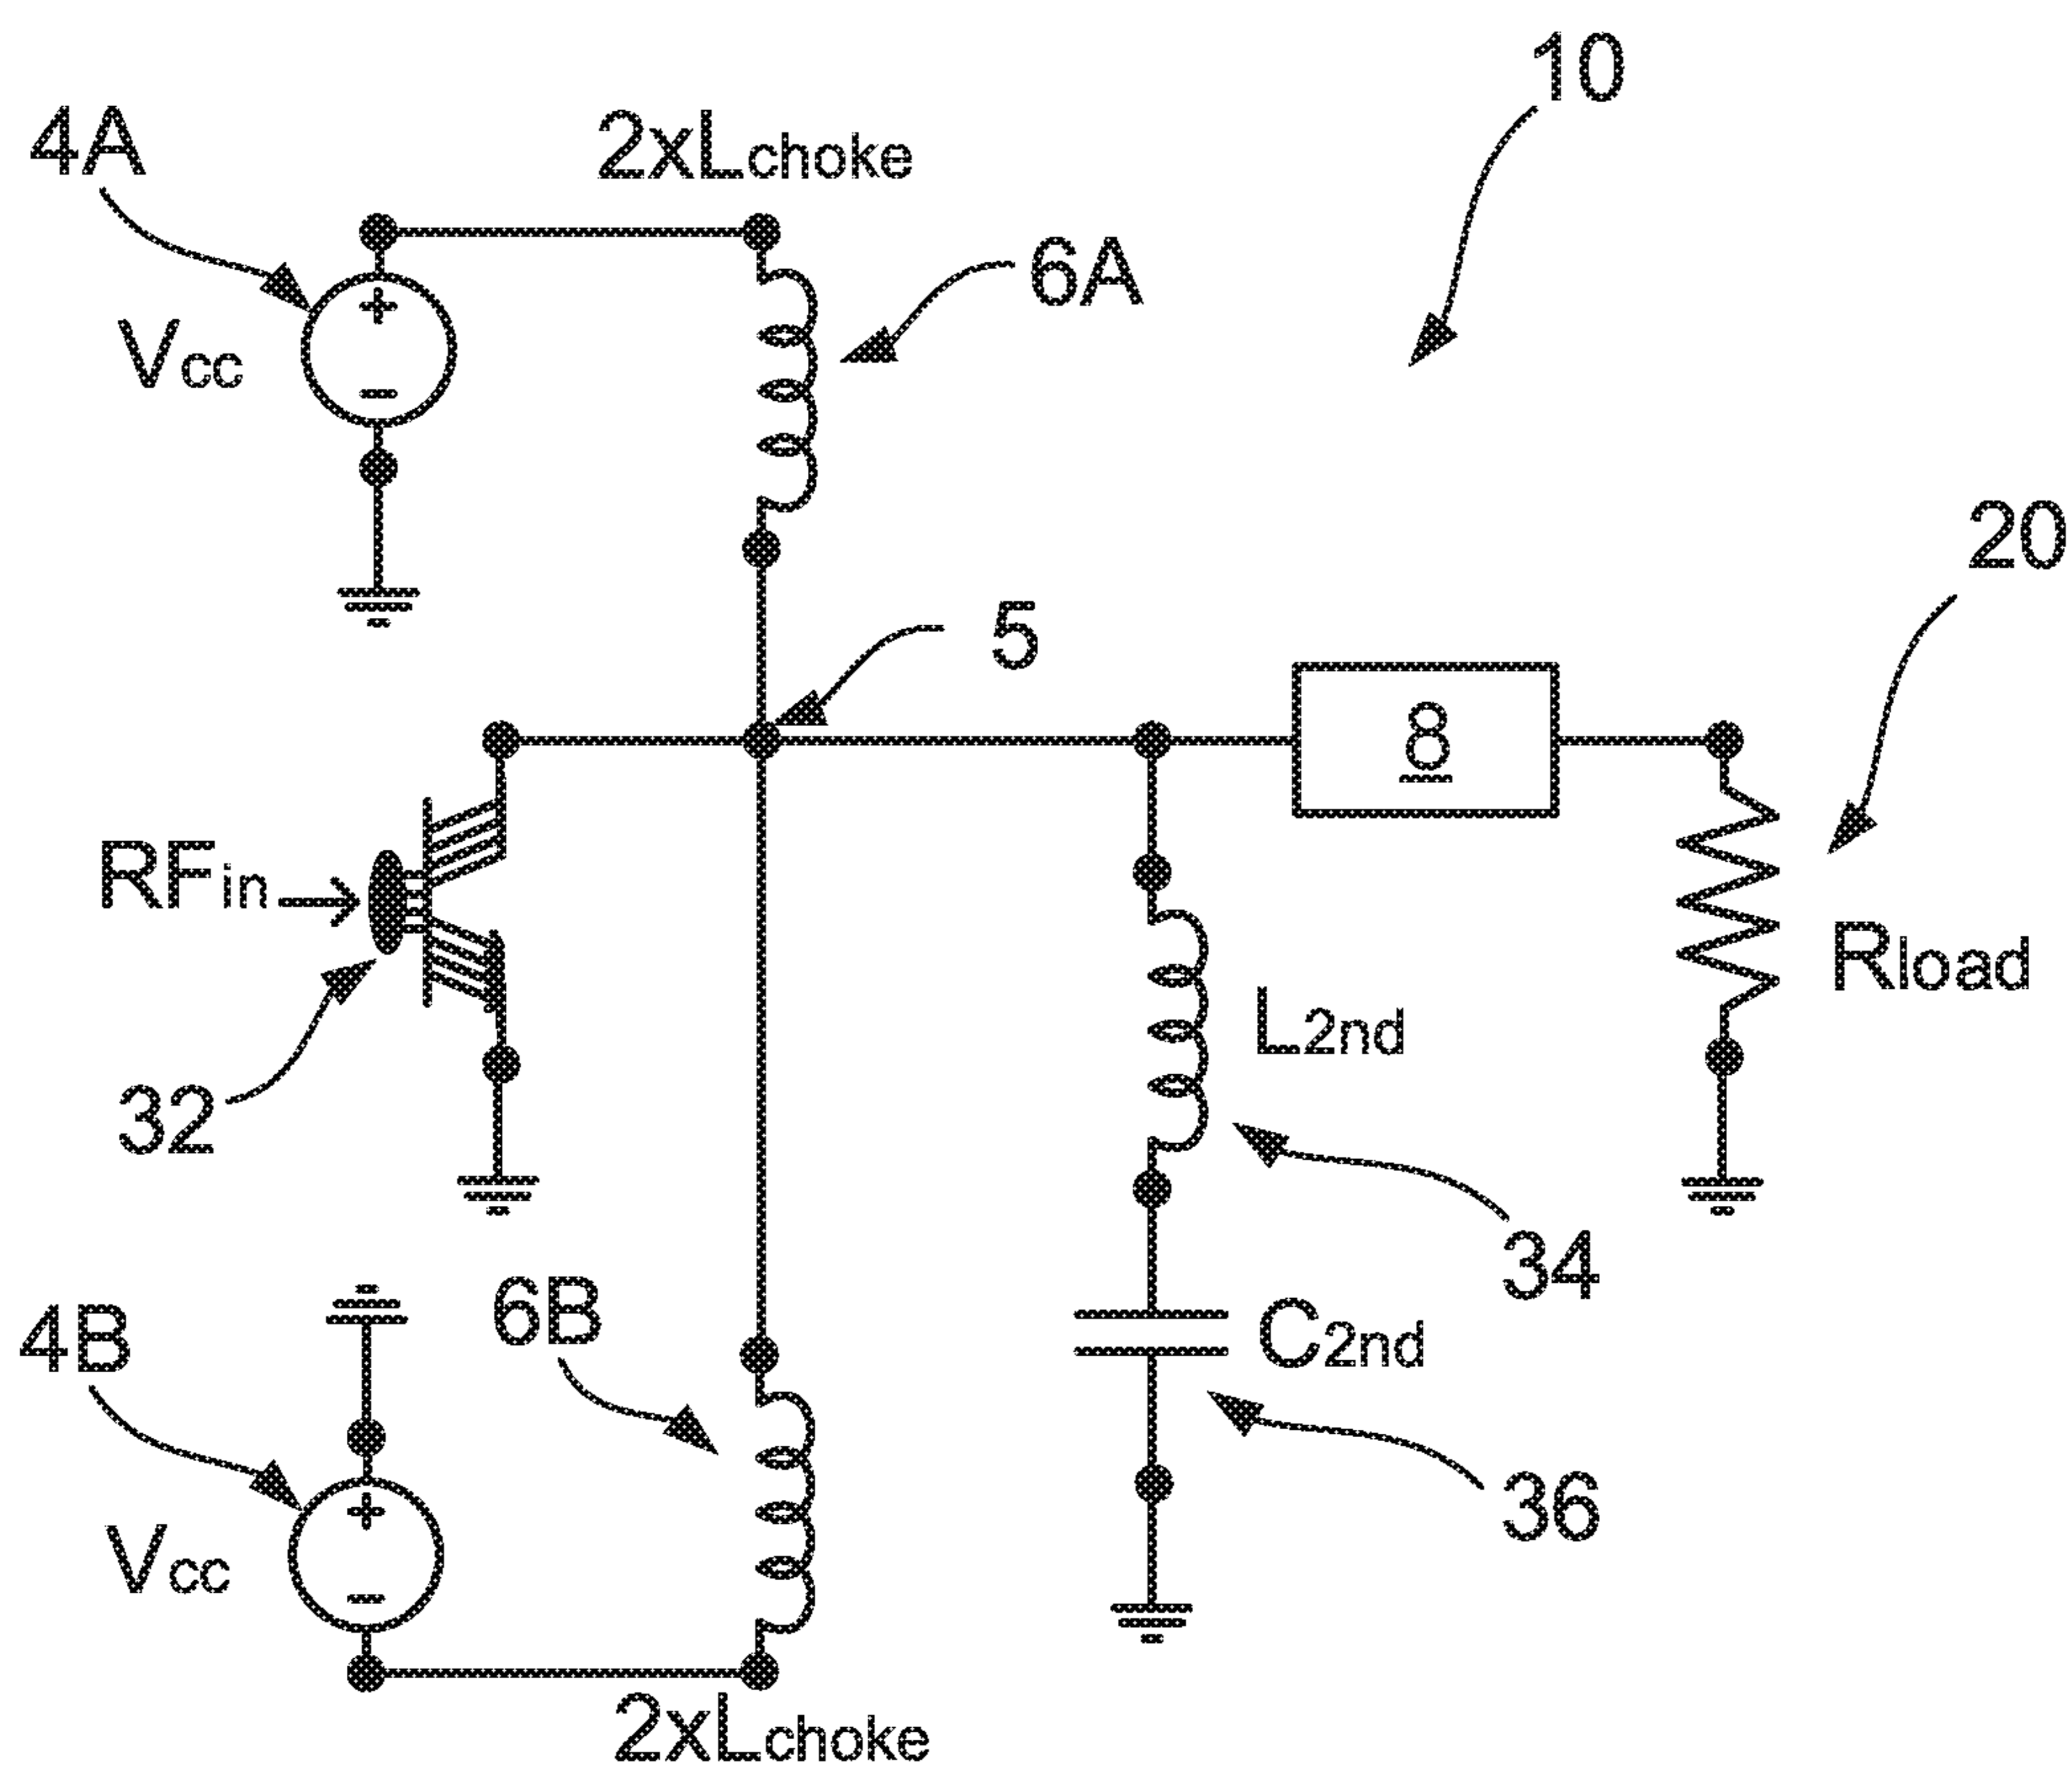 10
4A
2xLchoke
6A
+
Vcc
−
20
5
8
RFin
Rload
L2nd
32
34
6B
4B
C2nd
36
+
Vcc
−
2xLchoke